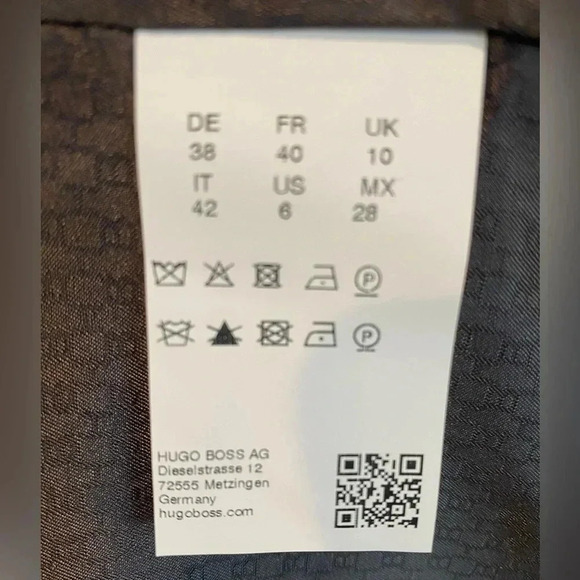 DE FR UK
38 40 10
IT US MX
42 6 28
P
P
HUGO BOSS AG
Dieselstrasse 12
72555 Metzingen
Germany
hugoboss.com